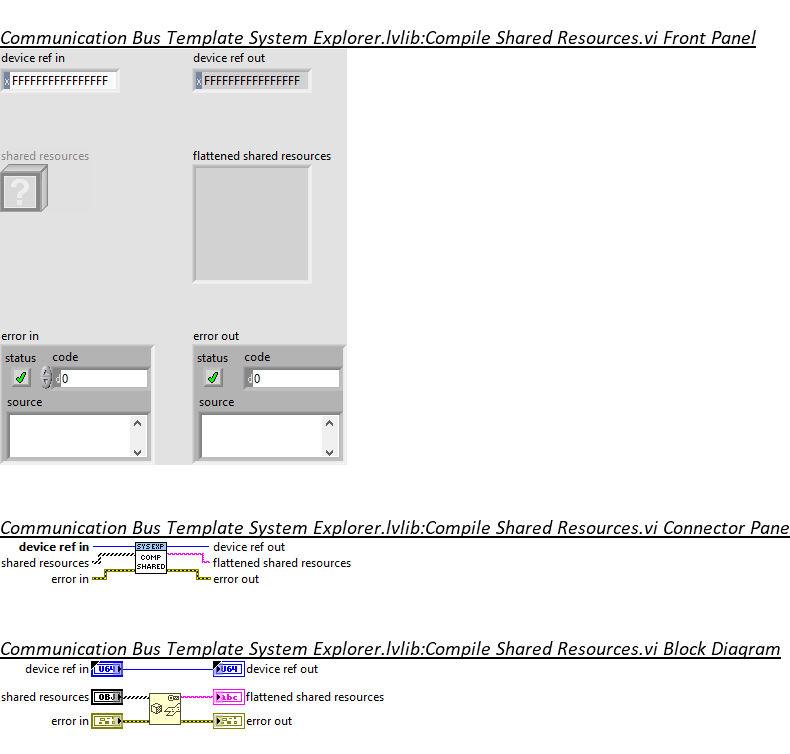 Communication Bus Template System Explorer.lvlib:Compile Shared Resources.vi Front Panel
device ref in device ref out
x FFFFFFFFFFFFFFFF x FFFFFFFFFFFFFFFF
shared resources flattened shared resources
?
error in error out
status code status code
d0 d0
source source
Communication Bus Template System Explorer.lvlib:Compile Shared Resources.vi Connector Pane
device ref in SYS EXP device ref out
shared resources COMP flattened shared resources
SHARED
error in error out
Communication Bus Template System Explorer.lvlib:Compile Shared Resources.vi Block Diagram
device ref in U64 U64 device ref out
shared resources OBJ abc flattened shared resources
error in error out